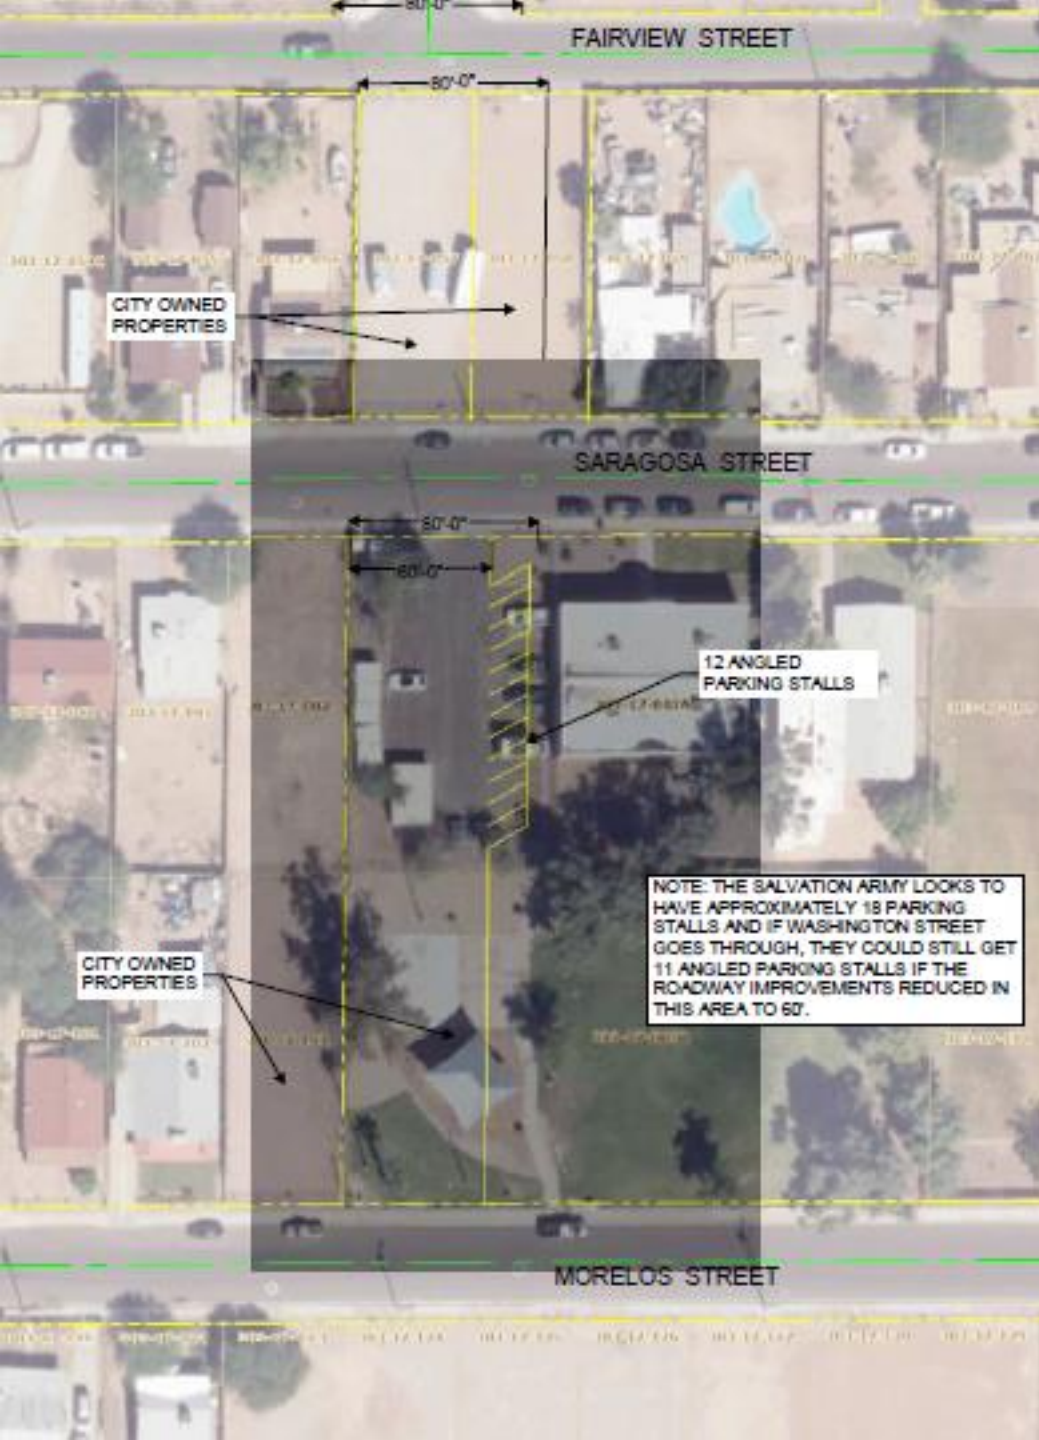 80'-0"
FAIRVIEW STREET
80'-0"
CITY OWNED
PROPERTIES
SARAGOSA STREET
80'-0"
60'-0"
12 ANGLED
PARKING STALLS
NOTE: THE SALVATION ARMY LOOKS TO
HAVE APPROXIMATELY 18 PARKING
STALLS AND IF WASHINGTON STREET
GOES THROUGH, THEY COULD STILL GET
11 ANGLED PARKING STALLS IF THE
ROADWAY IMPROVEMENTS REDUCED IN
THIS AREA TO 60'.
CITY OWNED
PROPERTIES
MORELOS STREET